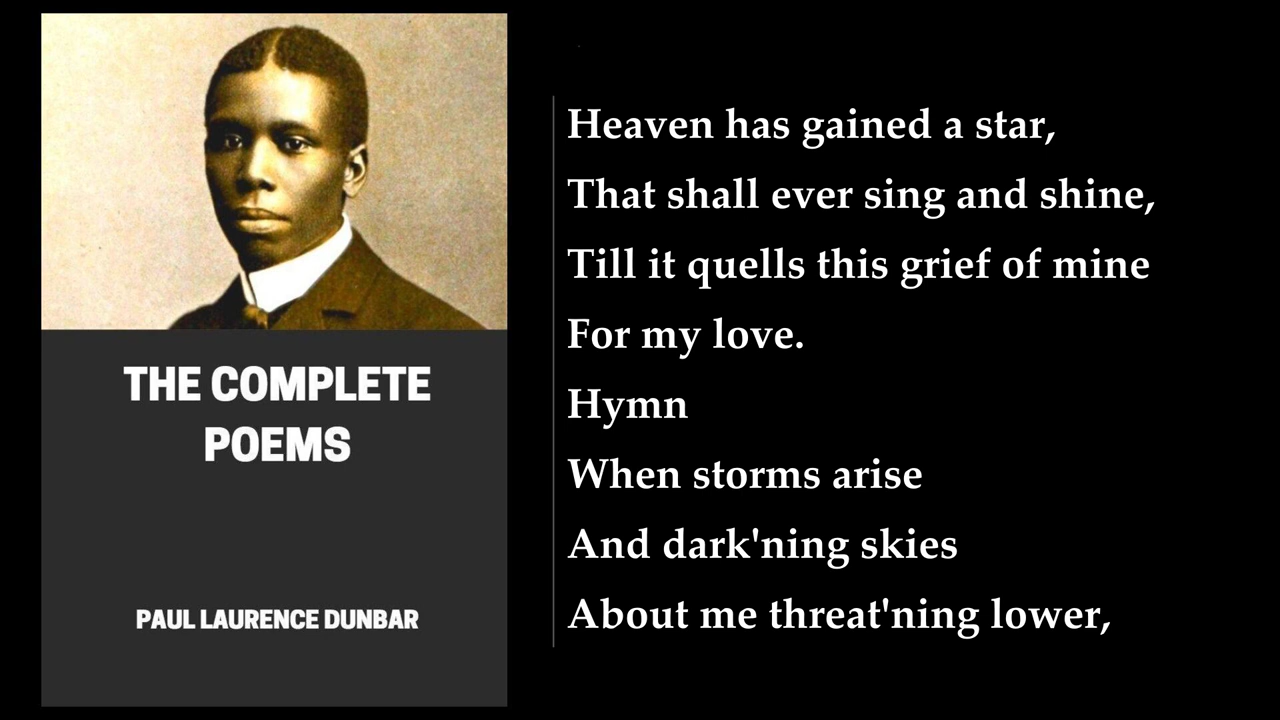 THE COMPLETE
POEMS
PAUL LAURENCE DUNBAR
Heaven has gained a star,
That shall ever sing and shine,
Till it quells this grief of mine
For my love.
Hymn
When storms arise
And dark'ning skies
About me threat'ning lower,